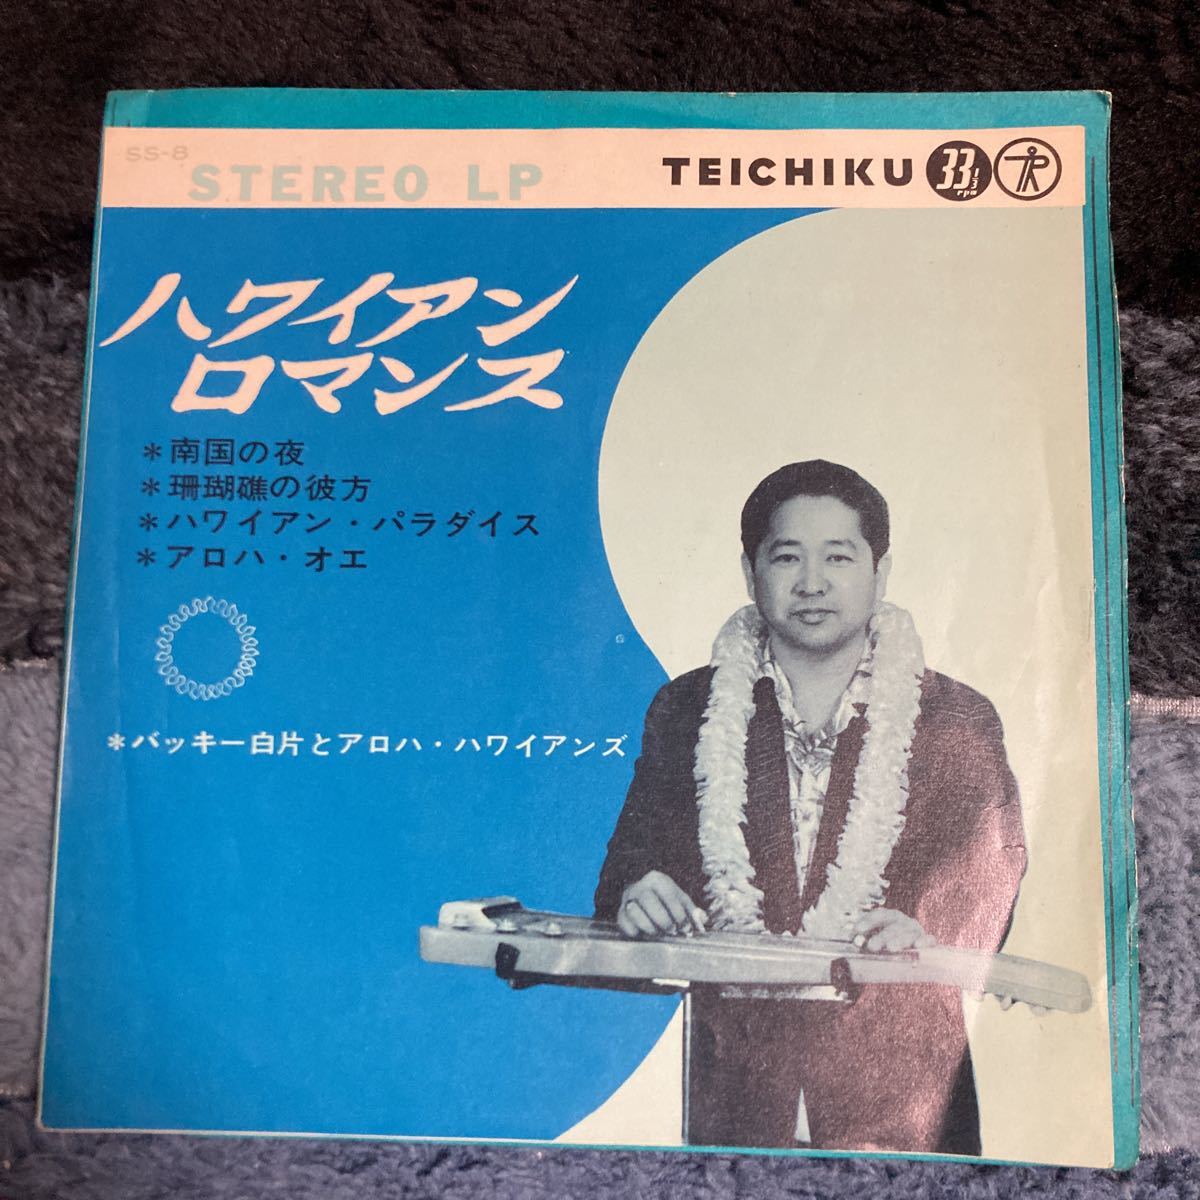 SS-8
STEREO LP
TEICHIKU 33 1/3 rpm
ハワイアン
ロマンス
＊南国の夜
＊珊瑚礁の彼方
＊ハワイアン・パラダイス
＊アロハ・オエ
＊バッキー白片とアロハ・ハワイアンズ